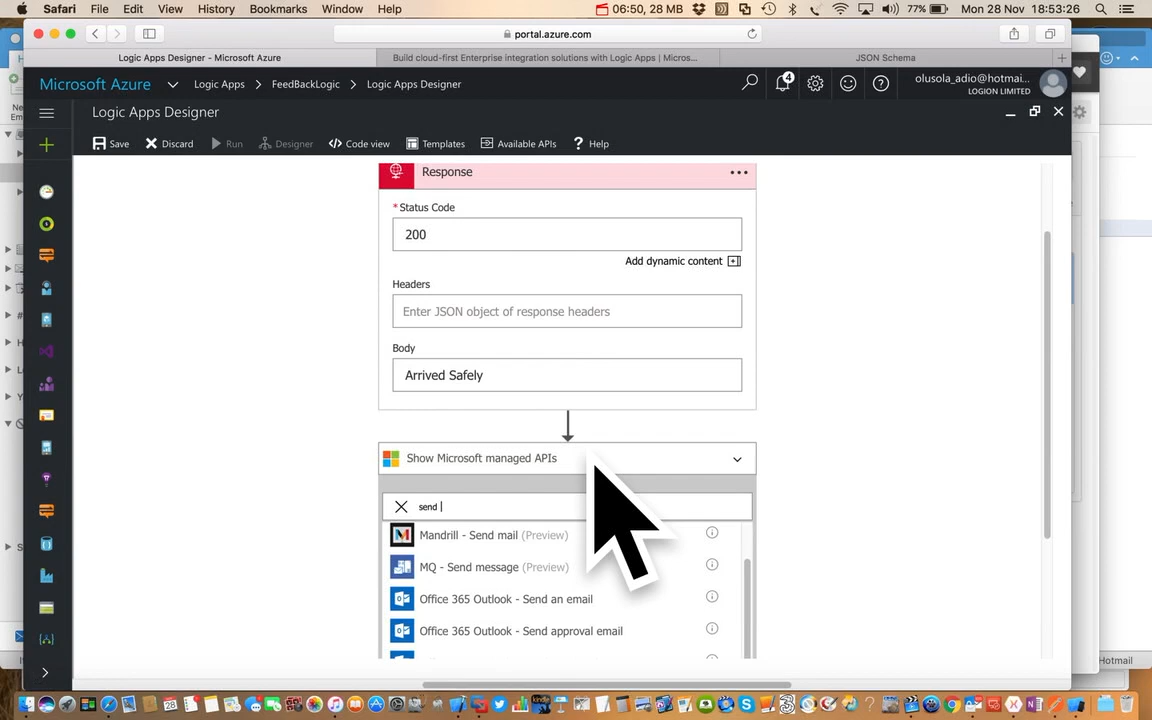 Safari File Edit View History Bookmarks Window Help 06:50, 28 MB 77% Mon 28 Nov 18:53:26
portal.azure.com
Logic Apps Designer - Microsoft Azure Build cloud-first Enterprise integration solutions with Logic Apps | Micros... JSON Schema
Microsoft Azure Logic Apps FeedBackLogic Logic Apps Designer 4 olusola_adio@hotmai...
LOGION LIMITED
Logic Apps Designer
Save Discard Run Designer Code view Templates Available APIs Help
Response
*Status Code
200
Add dynamic content
Headers
Enter JSON object of response headers
Body
Arrived Safely
Show Microsoft managed APIs
send
Mandrill - Send mail (Preview)
MQ - Send message (Preview)
Office 365 Outlook - Send an email
Office 365 Outlook - Send approval email
Hotmail